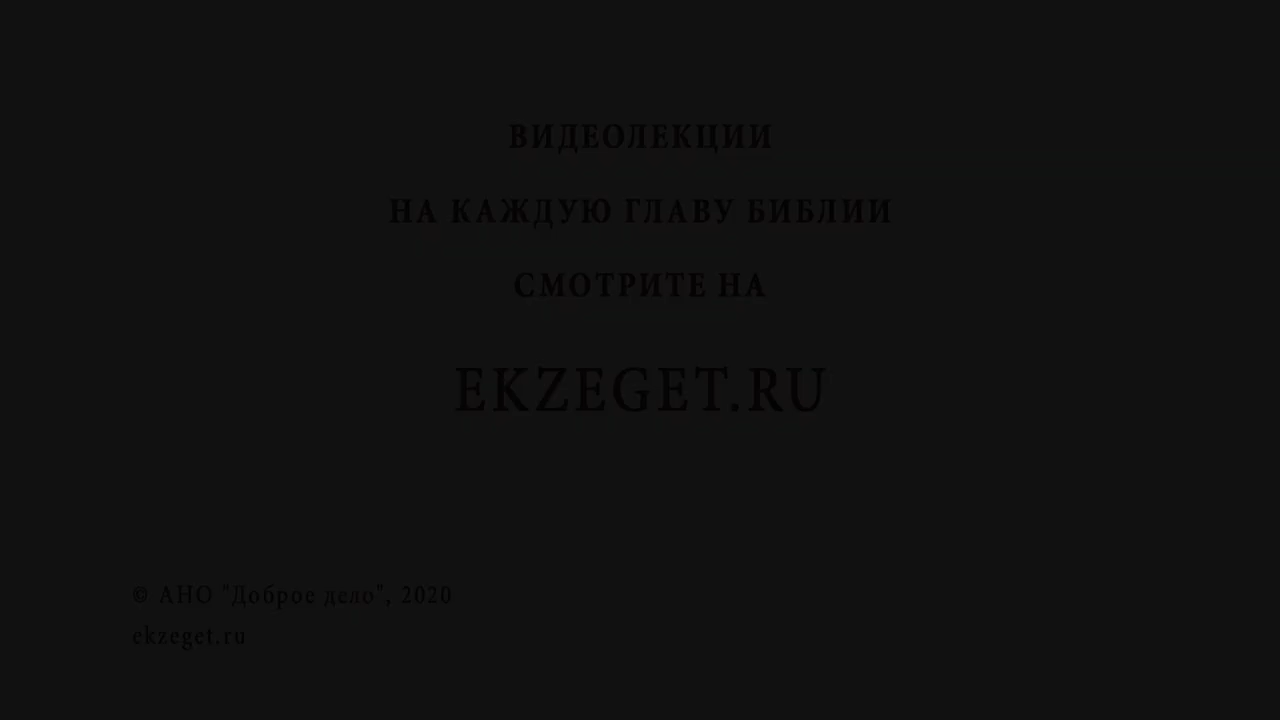 ВИДЕОЛЕКЦИИ
НА КАЖДУЮ ГЛАВУ БИБЛИИ
СМОТРИТЕ НА
EKZEGET.RU
© АНО "Доброе дело", 2020
ekzeget.ru